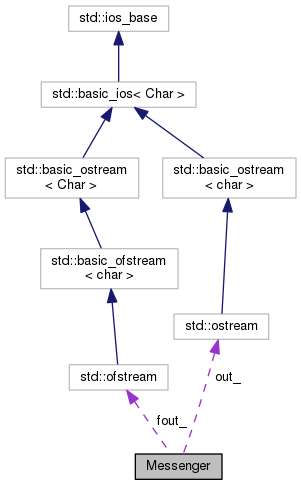 std::ios_base
std::basic_ios< Char >
std::basic_ostream
< Char >
std::basic_ostream
< char >
std::basic_ofstream
< char >
std::ostream
std::ofstream
out_
fout_
Messenger